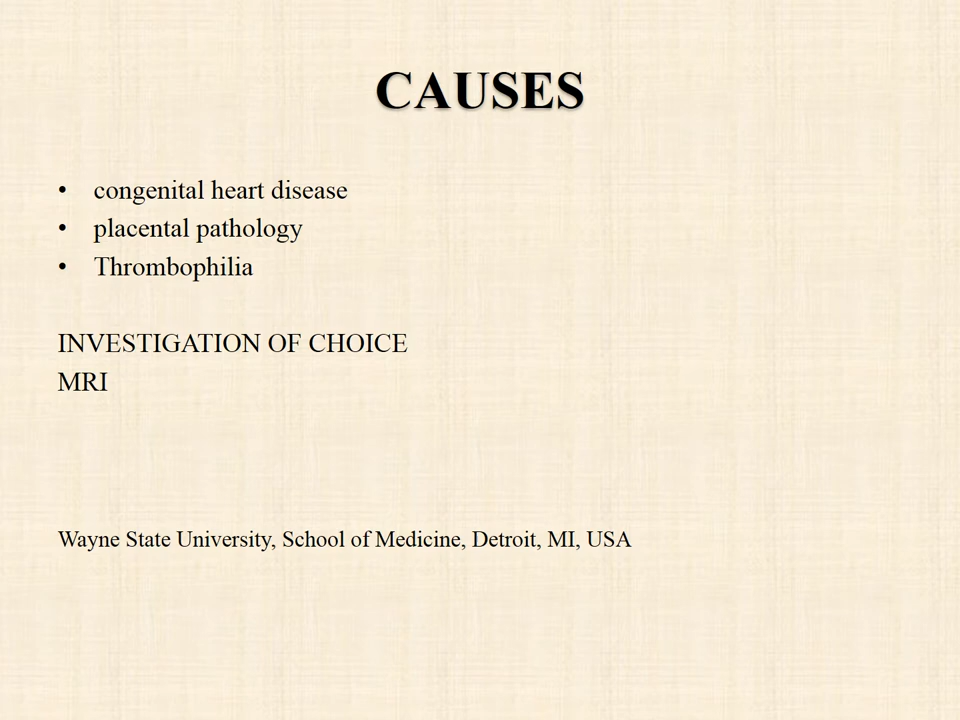 CAUSES
• congenital heart disease
• placental pathology
• Thrombophilia
INVESTIGATION OF CHOICE
MRI
Wayne State University, School of Medicine, Detroit, MI, USA